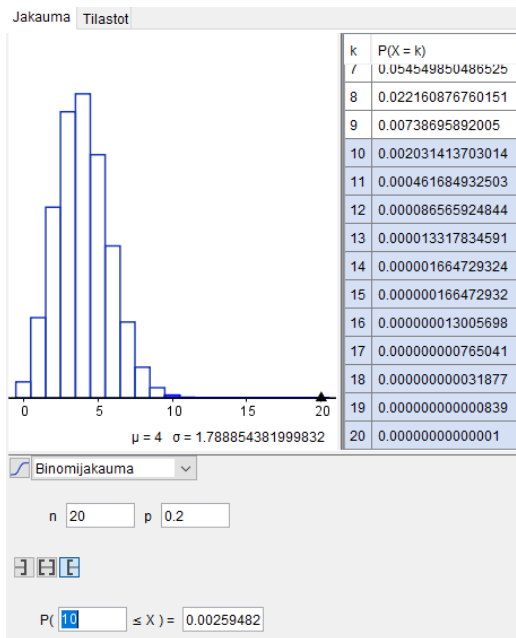 Jakauma Tilastot
k P(X = k)
7 0.054549850486525
8 0.022160876760151
9 0.00738695892005
10 0.002031413703014
11 0.000461684932503
12 0.000086565924844
13 0.000013317834591
14 0.000001664729324
15 0.000000166472932
16 0.000000013005698
17 0.000000000765041
18 0.000000000031877
19 0.000000000000839
20 0.00000000000001
0 5 10 15 20
μ = 4 σ = 1.788854381999832
Binomijakauma
n 20 p 0.2
P( 10 ≤ X ) = 0.00259482